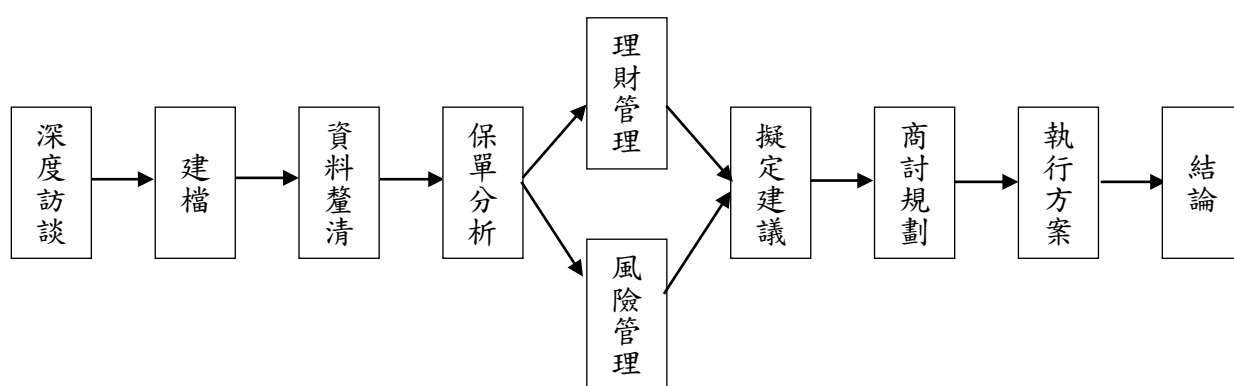 深度訪談
建檔
資料釐清
保單分析
理財管理
風險管理
擬定建議
商討規劃
執行方案
結論